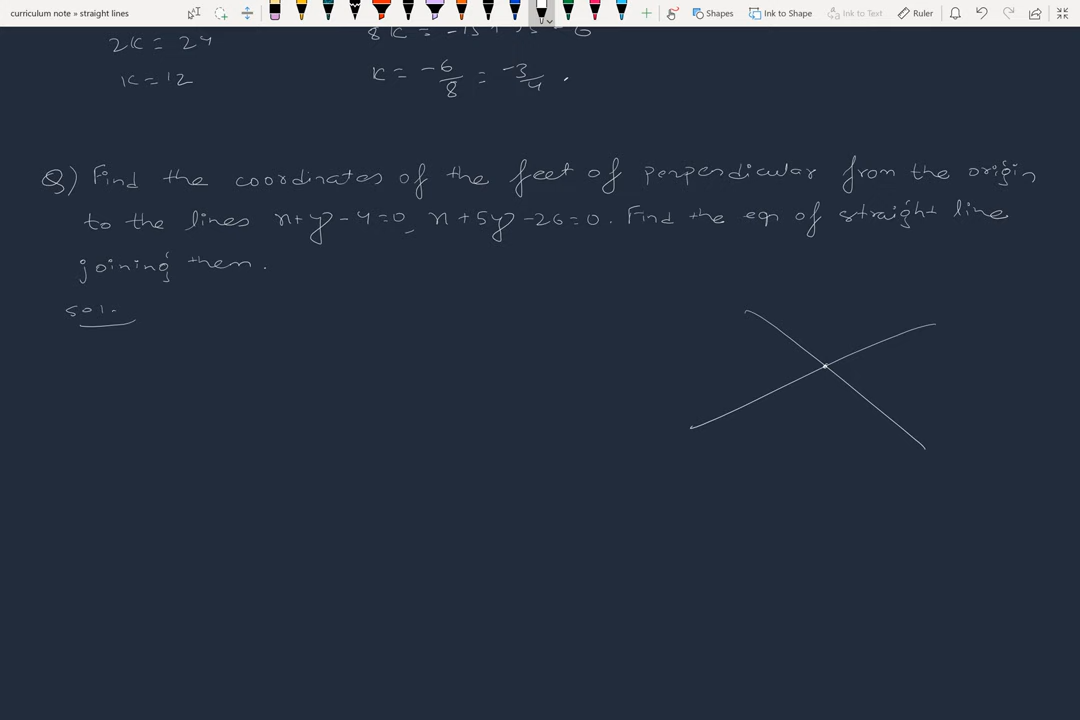 curriculum note » straight lines
Shapes Ink to Shape Ink to Text Ruler
2K = 24
K = 12
K = -6/8 = -3/4 .
Q) Find the coordinates of the feet of perpendicular from the origin
to the lines x+y-4=0, x+5y-26=0. Find the eqn of straight line
joining them.
Sol.